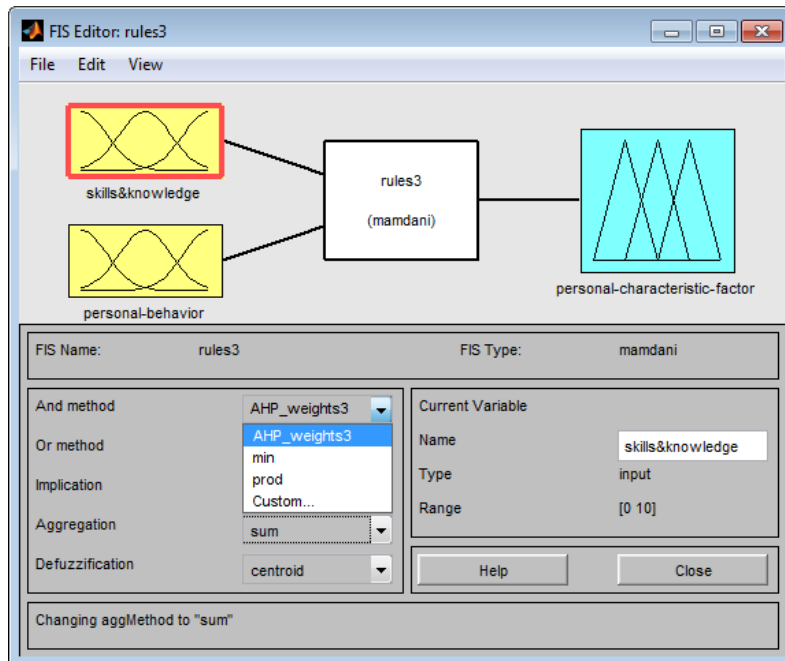 FIS Editor: rules3
File Edit View
skills&knowledge
rules3
(mamdani)
personal-behavior
personal-characteristic-factor
FIS Name: rules3 FIS Type: mamdani
And method AHP_weights3
Or method
Implication
Aggregation sum
Defuzzification centroid
AHP_weights3
min
prod
Custom...
Current Variable
Name skills&knowledge
Type input
Range [0 10]
Help Close
Changing aggMethod to "sum"